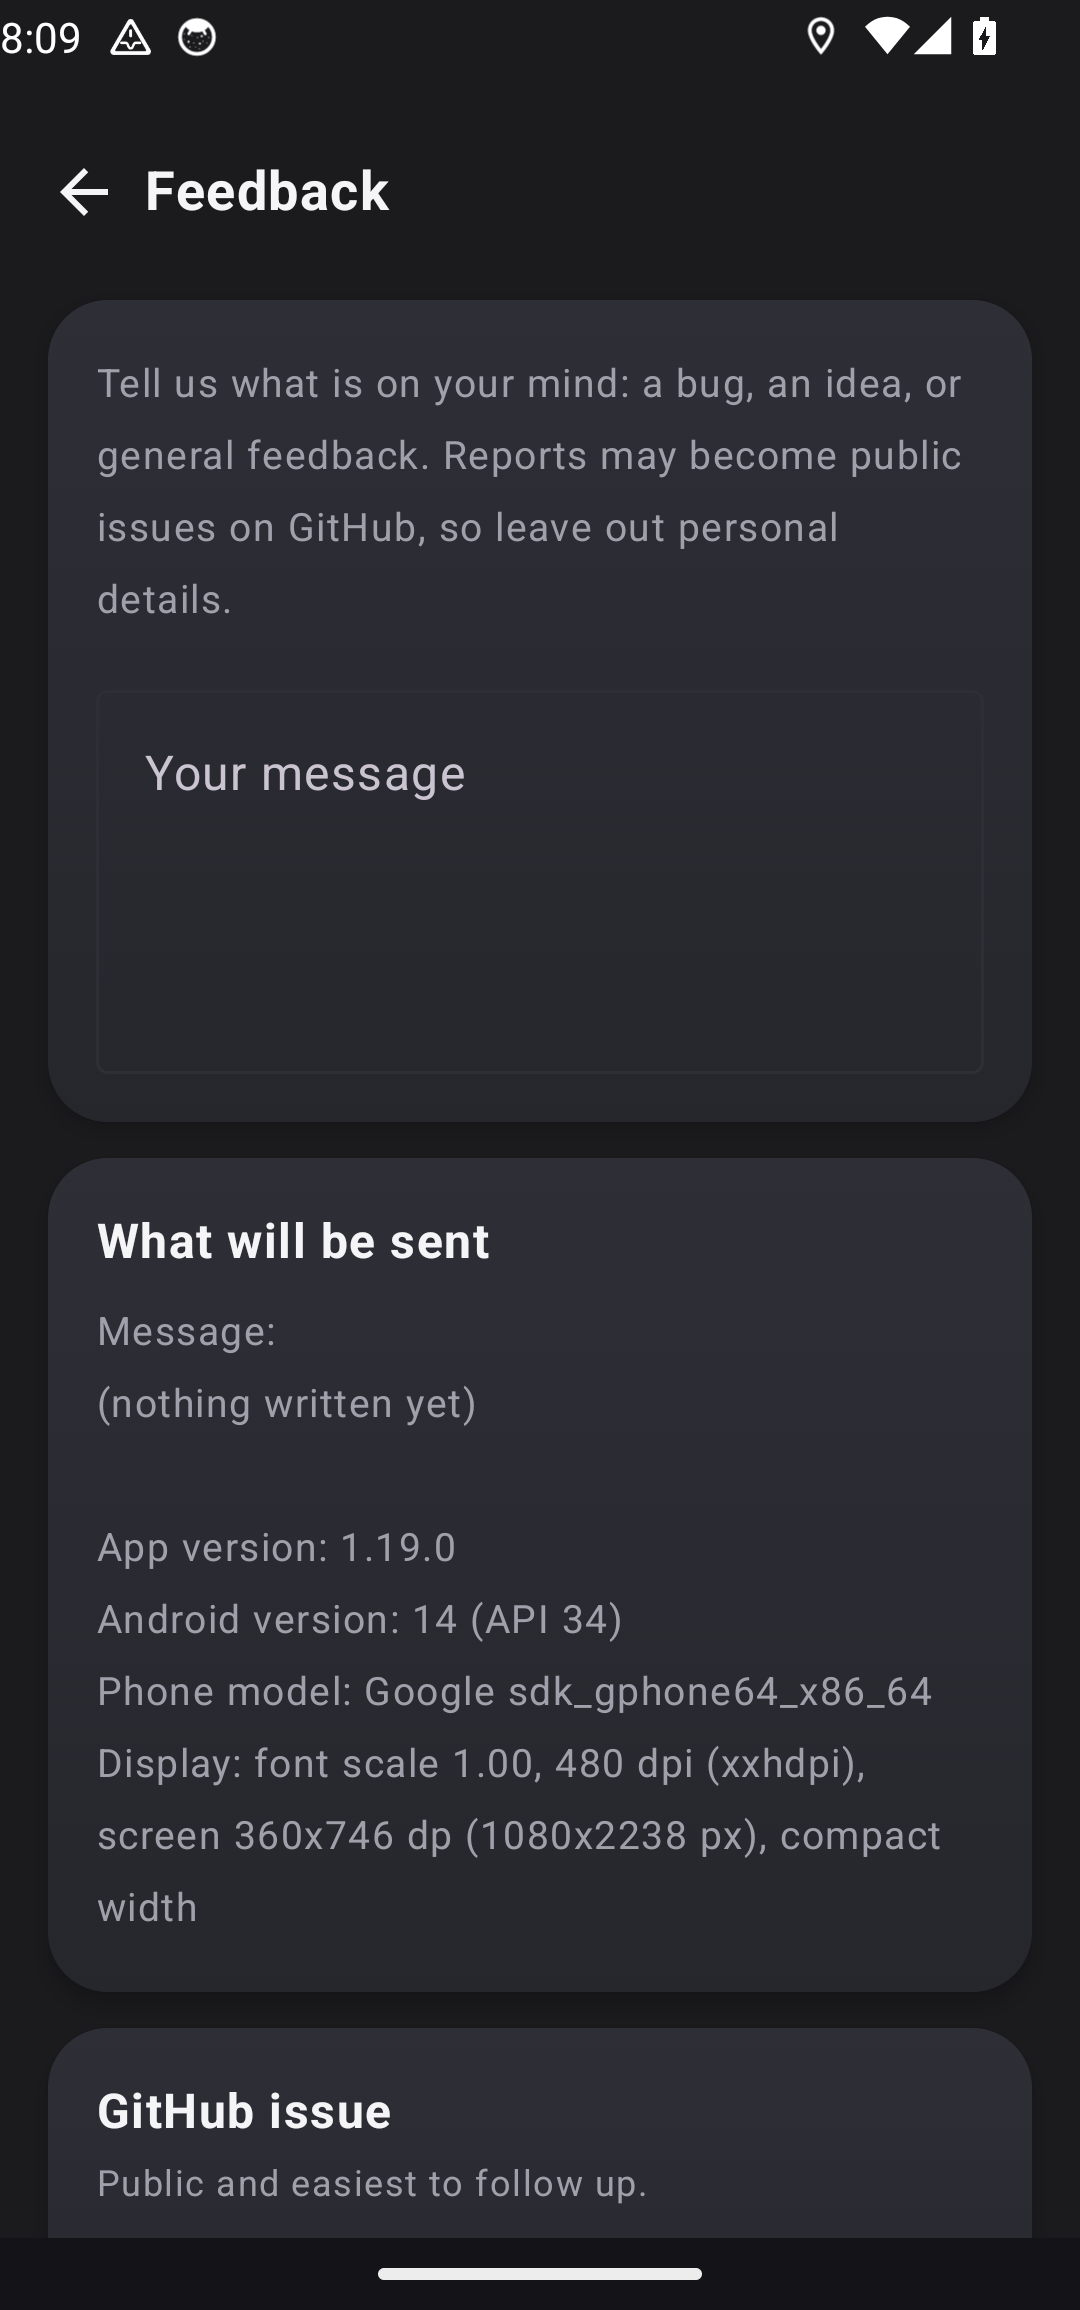 8:09
Feedback
Tell us what is on your mind: a bug, an idea, or
general feedback. Reports may become public
issues on GitHub, so leave out personal
details.
Your message
What will be sent
Message:
(nothing written yet)
App version: 1.19.0
Android version: 14 (API 34)
Phone model: Google sdk_gphone64_x86_64
Display: font scale 1.00, 480 dpi (xxhdpi),
screen 360x746 dp (1080x2238 px), compact
width
GitHub issue
Public and easiest to follow up.